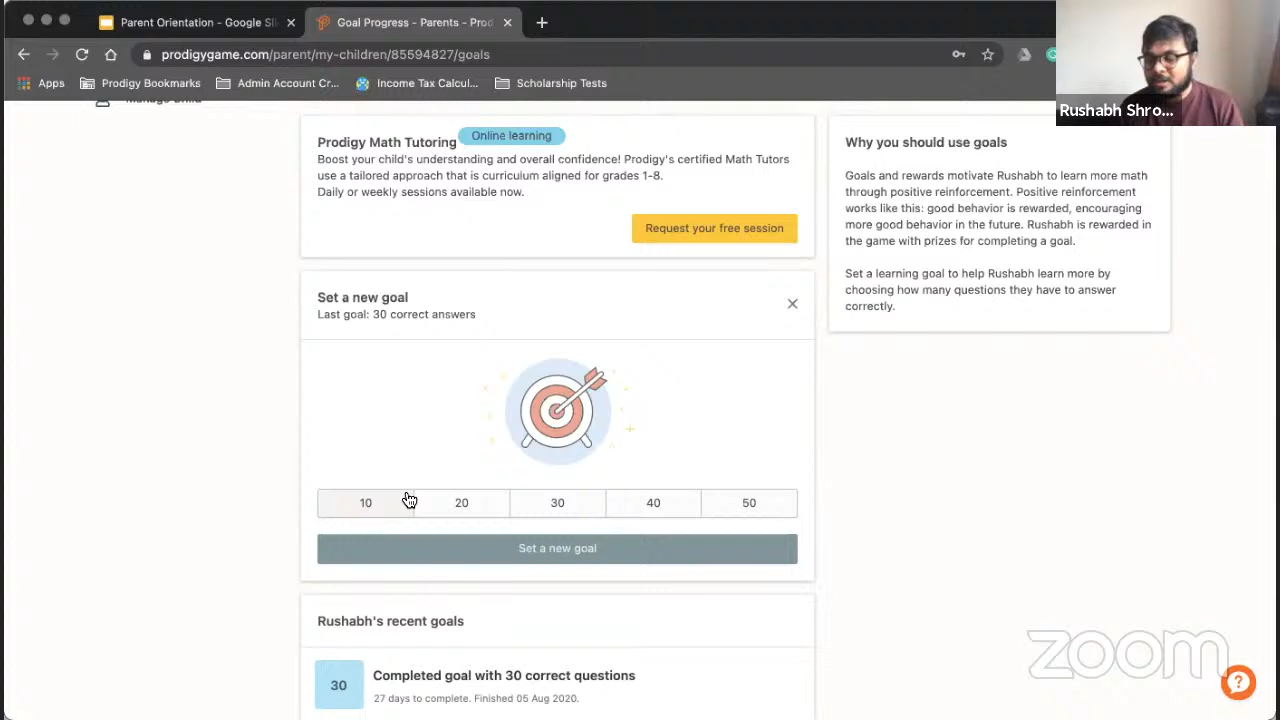 Parent Orientation - Google Sli
Goal Progress - Parents - Prod
prodigygame.com/parent/my-children/85594827/goals
Apps
Prodigy Bookmarks
Admin Account Cr...
Income Tax Calcul...
Scholarship Tests
Rushabh Shro...
Manage Child
Prodigy Math Tutoring
Online learning
Boost your child's understanding and overall confidence! Prodigy's certified Math Tutors
use a tailored approach that is curriculum aligned for grades 1-8.
Daily or weekly sessions available now.
Request your free session
Why you should use goals
Goals and rewards motivate Rushabh to learn more math
through positive reinforcement. Positive reinforcement
works like this: good behavior is rewarded, encouraging
more good behavior in the future. Rushabh is rewarded in
the game with prizes for completing a goal.
Set a learning goal to help Rushabh learn more by
choosing how many questions they have to answer
correctly.
Set a new goal
Last goal: 30 correct answers
10
20
30
40
50
Set a new goal
Rushabh's recent goals
30
Completed goal with 30 correct questions
27 days to complete. Finished 05 Aug 2020.
zoom